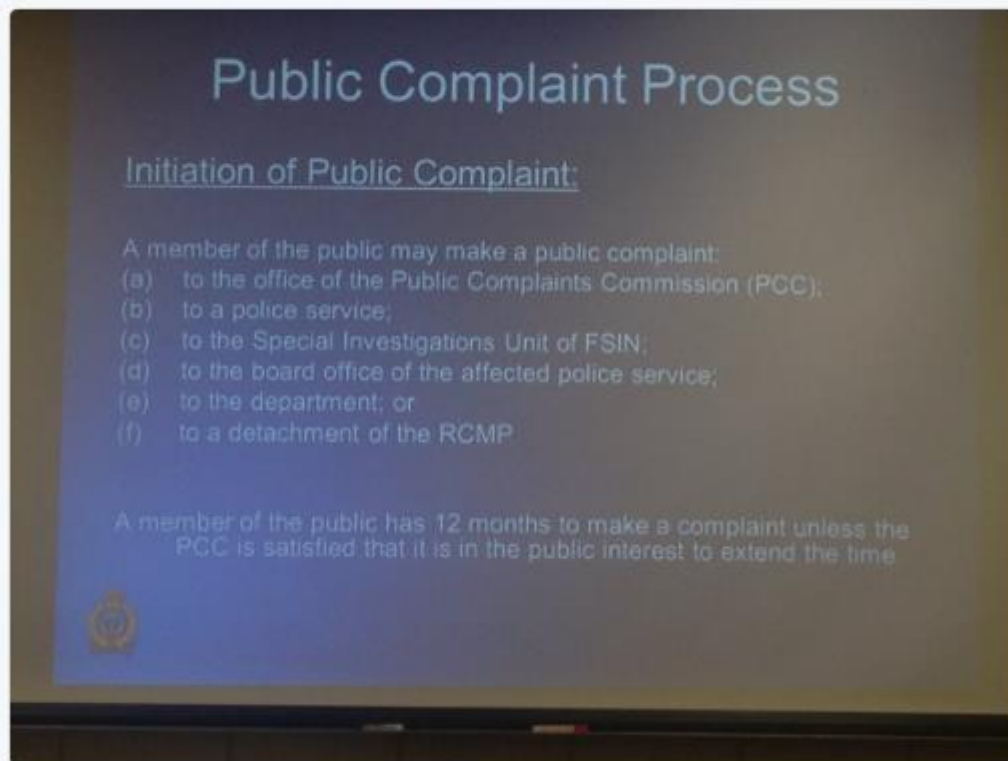 Public Complaint Process
Initiation of Public Complaint:
A member of the public may make a public complaint:
(a) to the office of the Public Complaints Commission (PCC);
(b) to a police service;
(c) to the Special Investigations Unit of FSIN;
(d) to the board office of the affected police service;
(e) to the department; or
(f) to a detachment of the RCMP
A member of the public has 12 months to make a complaint unless the
PCC is satisfied that it is in the public interest to extend the time